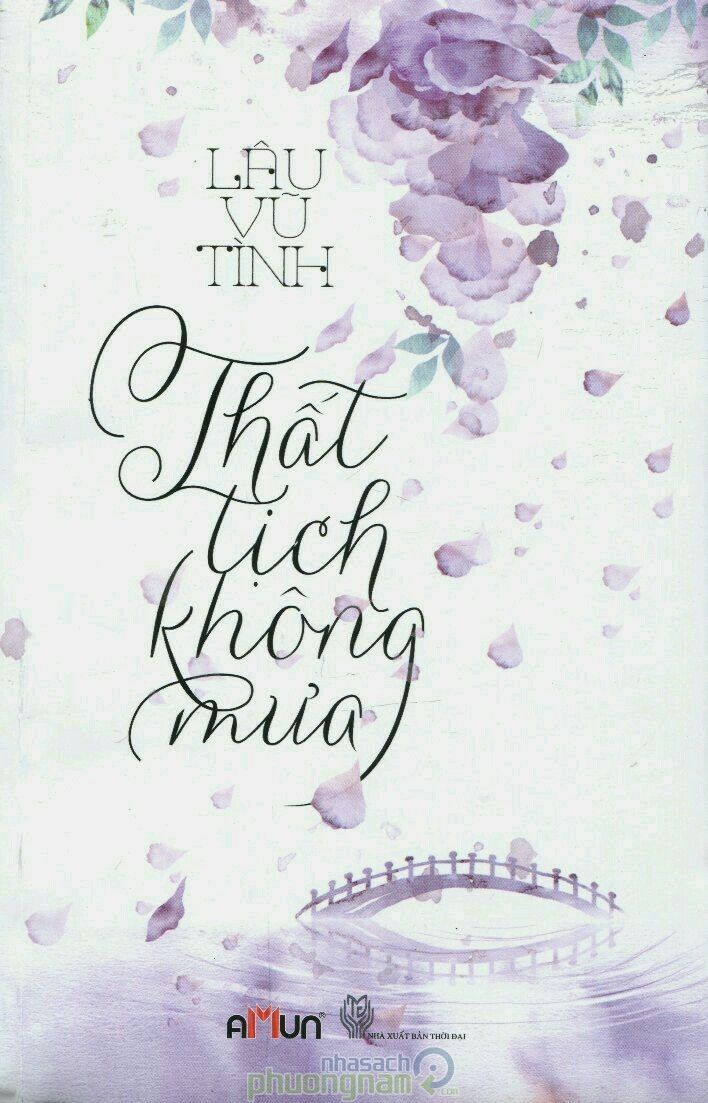 LÂU
VŨ
TÌNH
Thất
tịch
không
mưa
AMUN®
NHÀ XUẤT BẢN THỜI ĐẠI
nhasach
phuongnam.com